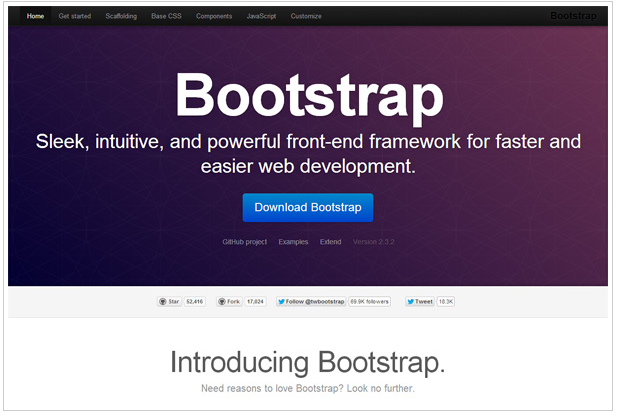 Home Get started Scaffolding Base CSS Components JavaScript Customize Bootstrap
Bootstrap
Sleek, intuitive, and powerful front-end framework for faster and
easier web development.
Download Bootstrap
GitHub project Examples Extend Version 2.3.2
Star 52,416 Fork 17,024 Follow @twbootstrap 89.9K followers Tweet 18.3K
Introducing Bootstrap.
Need reasons to love Bootstrap? Look no further.